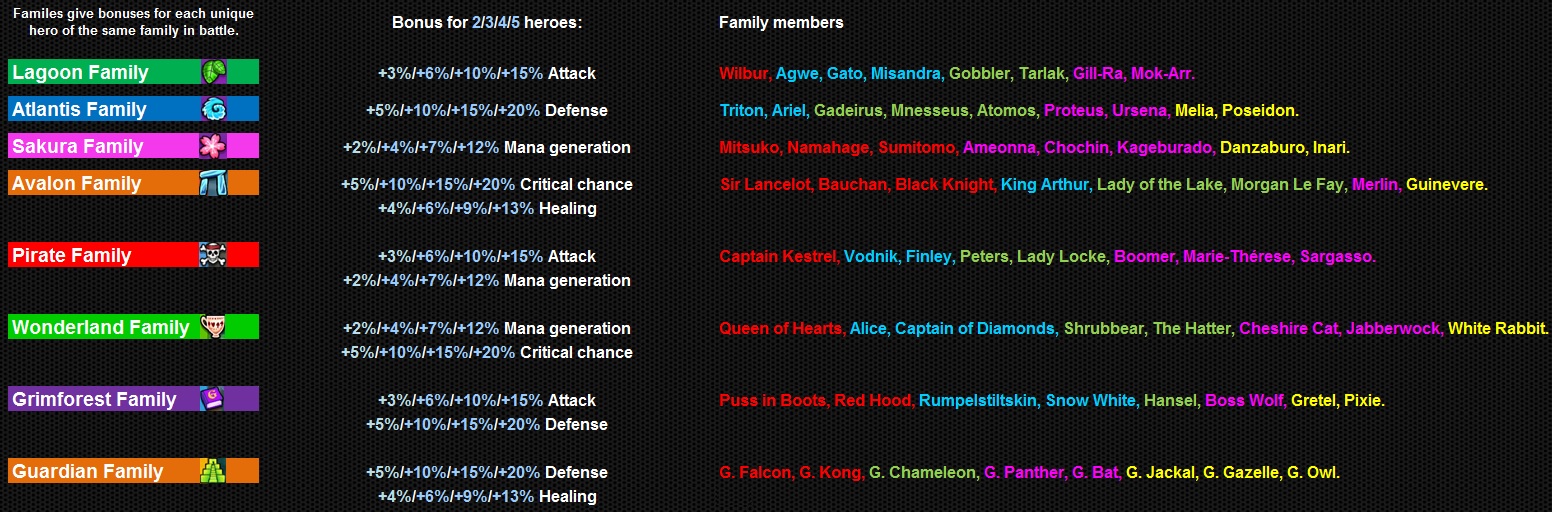 Familes give bonuses for each unique
hero of the same family in battle.
Bonus for 2/3/4/5 heroes:
Family members
Lagoon Family
+3%/+6%/+10%/+15% Attack
Wilbur, Agwe, Gato, Misandra, Gobbler, Tarlak, Gill-Ra, Mok-Arr.
Atlantis Family
+5%/+10%/+15%/+20% Defense
Triton, Ariel, Gadeirus, Mnesseus, Atomos, Proteus, Ursena, Melia, Poseidon.
Sakura Family
+2%/+4%/+7%/+12% Mana generation
Mitsuko, Namahage, Sumitomo, Ameonna, Chochin, Kageburado, Danzaburo, Inari.
Avalon Family
+5%/+10%/+15%/+20% Critical chance
Sir Lancelot, Bauchan, Black Knight, King Arthur, Lady of the Lake, Morgan Le Fay, Merlin, Guinevere.
+4%/+6%/+9%/+13% Healing
Pirate Family
+3%/+6%/+10%/+15% Attack
Captain Kestrel, Vodnik, Finley, Peters, Lady Locke, Boomer, Marie-Thérese, Sargasso.
+2%/+4%/+7%/+12% Mana generation
Wonderland Family
+2%/+4%/+7%/+12% Mana generation
Queen of Hearts, Alice, Captain of Diamonds, Shrubbear, The Hatter, Cheshire Cat, Jabberwock, White Rabbit.
+5%/+10%/+15%/+20% Critical chance
Grimforest Family
+3%/+6%/+10%/+15% Attack
Puss in Boots, Red Hood, Rumpelstiltskin, Snow White, Hansel, Boss Wolf, Gretel, Pixie.
+5%/+10%/+15%/+20% Defense
Guardian Family
+5%/+10%/+15%/+20% Defense
G. Falcon, G. Kong, G. Chameleon, G. Panther, G. Bat, G. Jackal, G. Gazelle, G. Owl.
+4%/+6%/+9%/+13% Healing